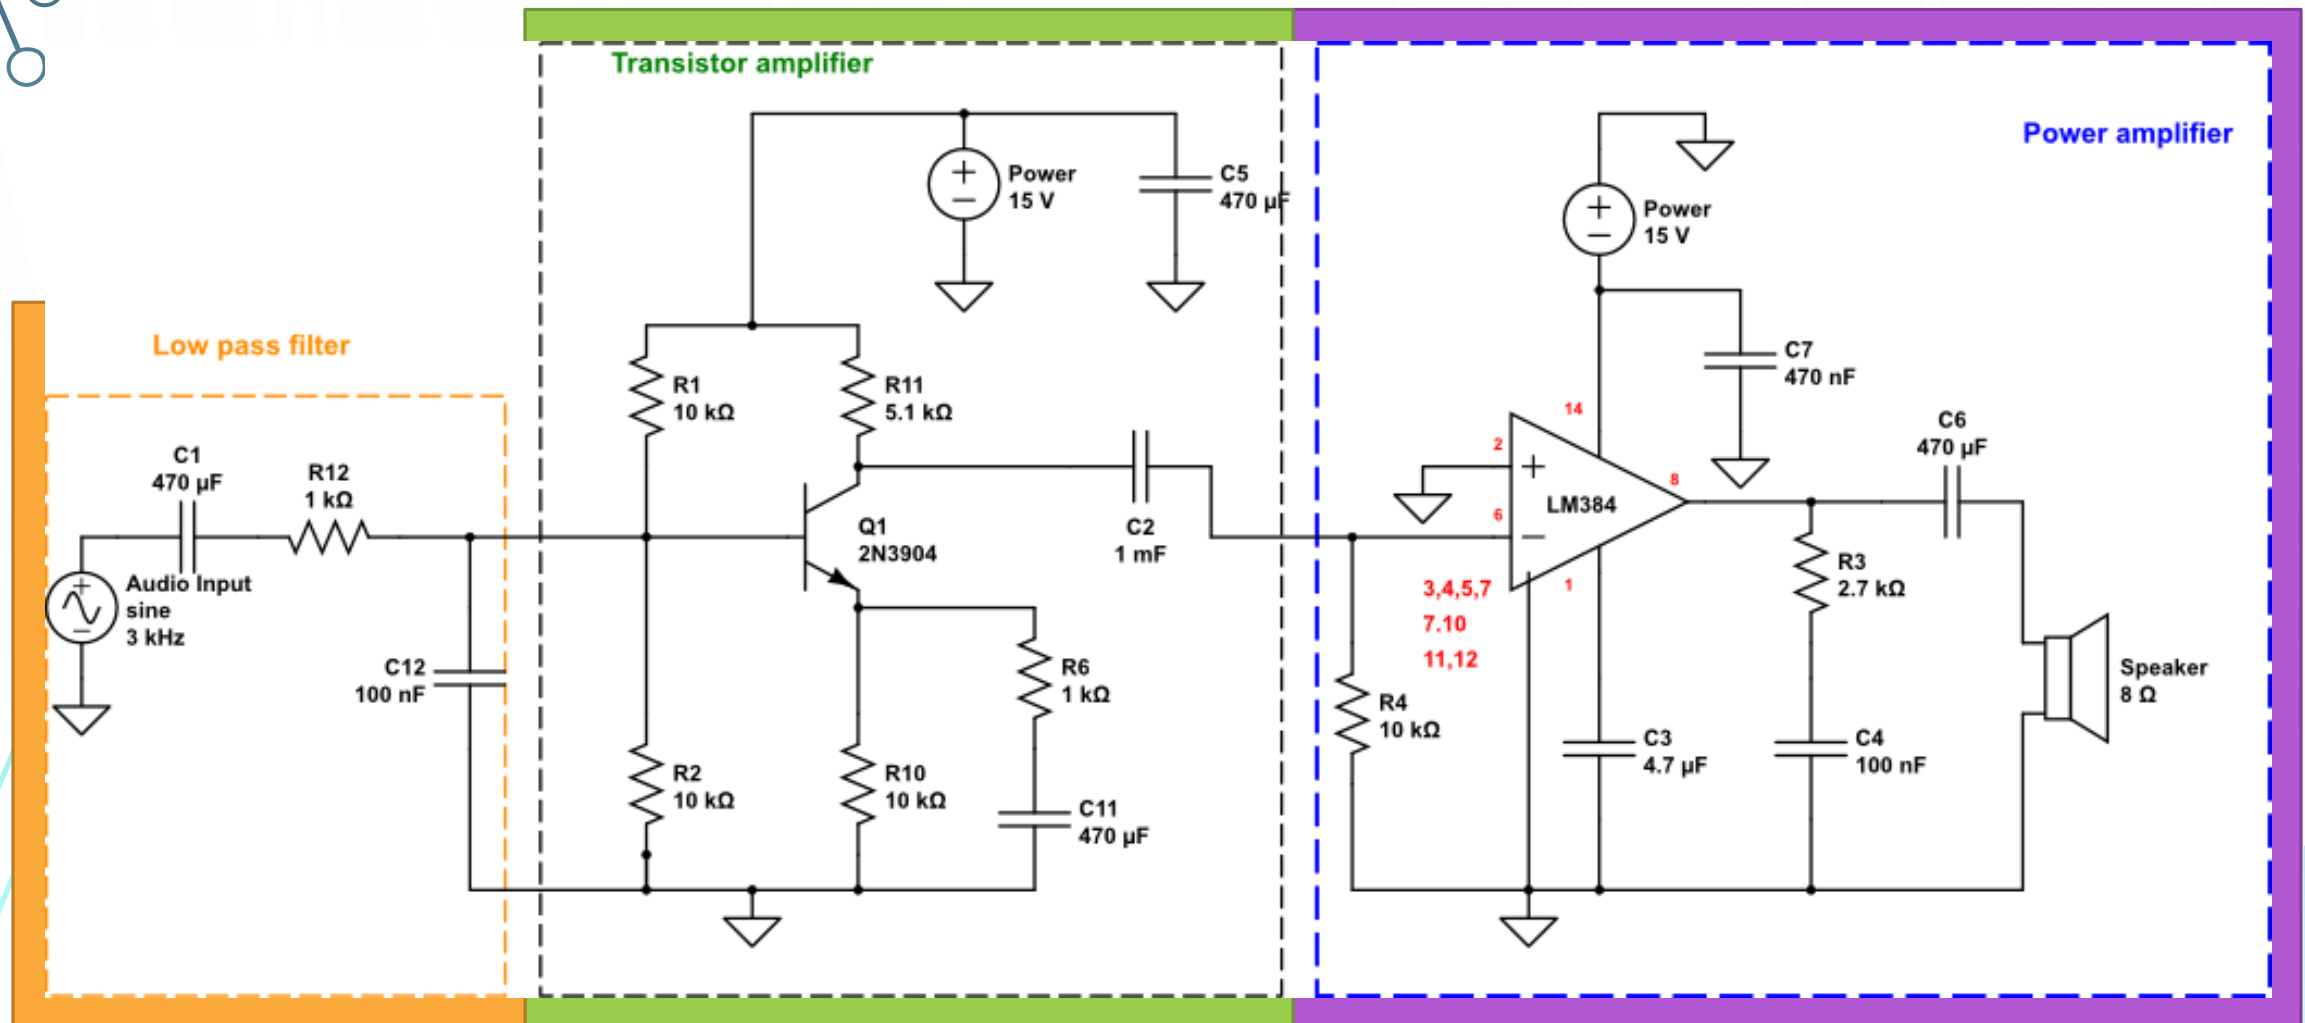 Transistor amplifier
Power amplifier
Low pass filter
Power
15 V
C5
470 µF
Power
15 V
R1
10 kΩ
R11
5.1 kΩ
C7
470 nF
C1
470 µF
R12
1 kΩ
Audio Input
sine
3 kHz
C12
100 nF
Q1
2N3904
C2
1 mF
R6
1 kΩ
R2
10 kΩ
R10
10 kΩ
C11
470 µF
14
2
+
LM384
8
6
−
1
3,4,5,7
7.10
11,12
C6
470 µF
R3
2.7 kΩ
R4
10 kΩ
C3
4.7 µF
C4
100 nF
Speaker
8 Ω